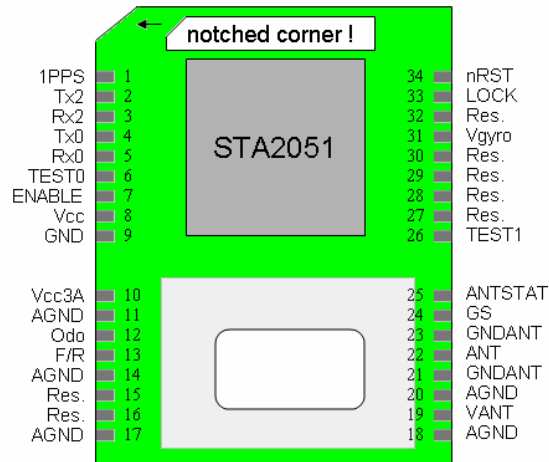 notched corner !
STA2051
1PPS 1
Tx2 2
Rx2 3
Tx0 4
Rx0 5
TEST0 6
ENABLE 7
Vcc 8
GND 9
Vcc3A 10
AGND 11
Odo 12
F/R 13
AGND 14
Res. 15
Res. 16
AGND 17
34 nRST
33 LOCK
32 Res.
31 Vgyro
30 Res.
29 Res.
28 Res.
27 Res.
26 TEST1
25 ANTSTAT
24 GS
23 GNDANT
22 ANT
21 GNDANT
20 AGND
19 VANT
18 AGND